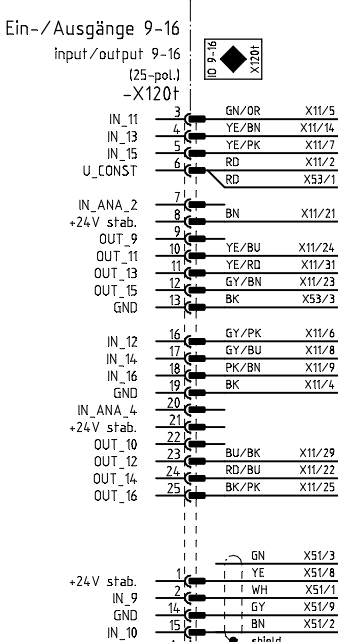 Ein-/Ausgänge 9-16
input/output 9-16
(25-pol.)
-X120t
IO 9-16
X120t
IN_11 3 GN/OR X11/5
IN_13 4 YE/BN X11/14
IN_15 5 YE/PK X11/7
U_CONST 6 RD X11/2
RD X53/1
IN_ANA_2 7
+24V stab. 8 BN X11/21
OUT_9 9
OUT_11 10 YE/BU X11/24
OUT_13 11 YE/RD X11/31
OUT_15 12 GY/BN X11/23
GND 13 BK X53/3
IN_12 16 GY/PK X11/6
IN_14 17 GY/BU X11/8
IN_16 18 PK/BN X11/9
GND 19 BK X11/4
IN_ANA_4 20
+24V stab. 21
OUT_10 22
OUT_12 23 BU/BK X11/29
OUT_14 24 RD/BU X11/22
OUT_16 25 BK/PK X11/25
GN X51/3
+24V stab. 1 YE X51/8
IN_9 2 WH X51/1
GND 14 GY X51/9
IN_10 15 BN X51/2
shield